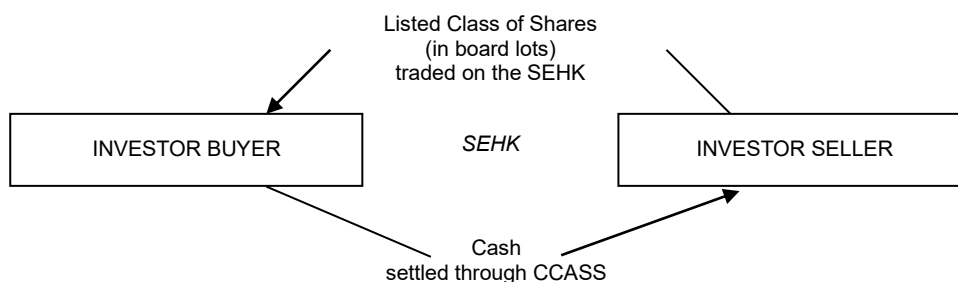 Listed Class of Shares
(in board lots)
traded on the SEHK
INVESTOR BUYER
SEHK
INVESTOR SELLER
Cash
settled through CCASS